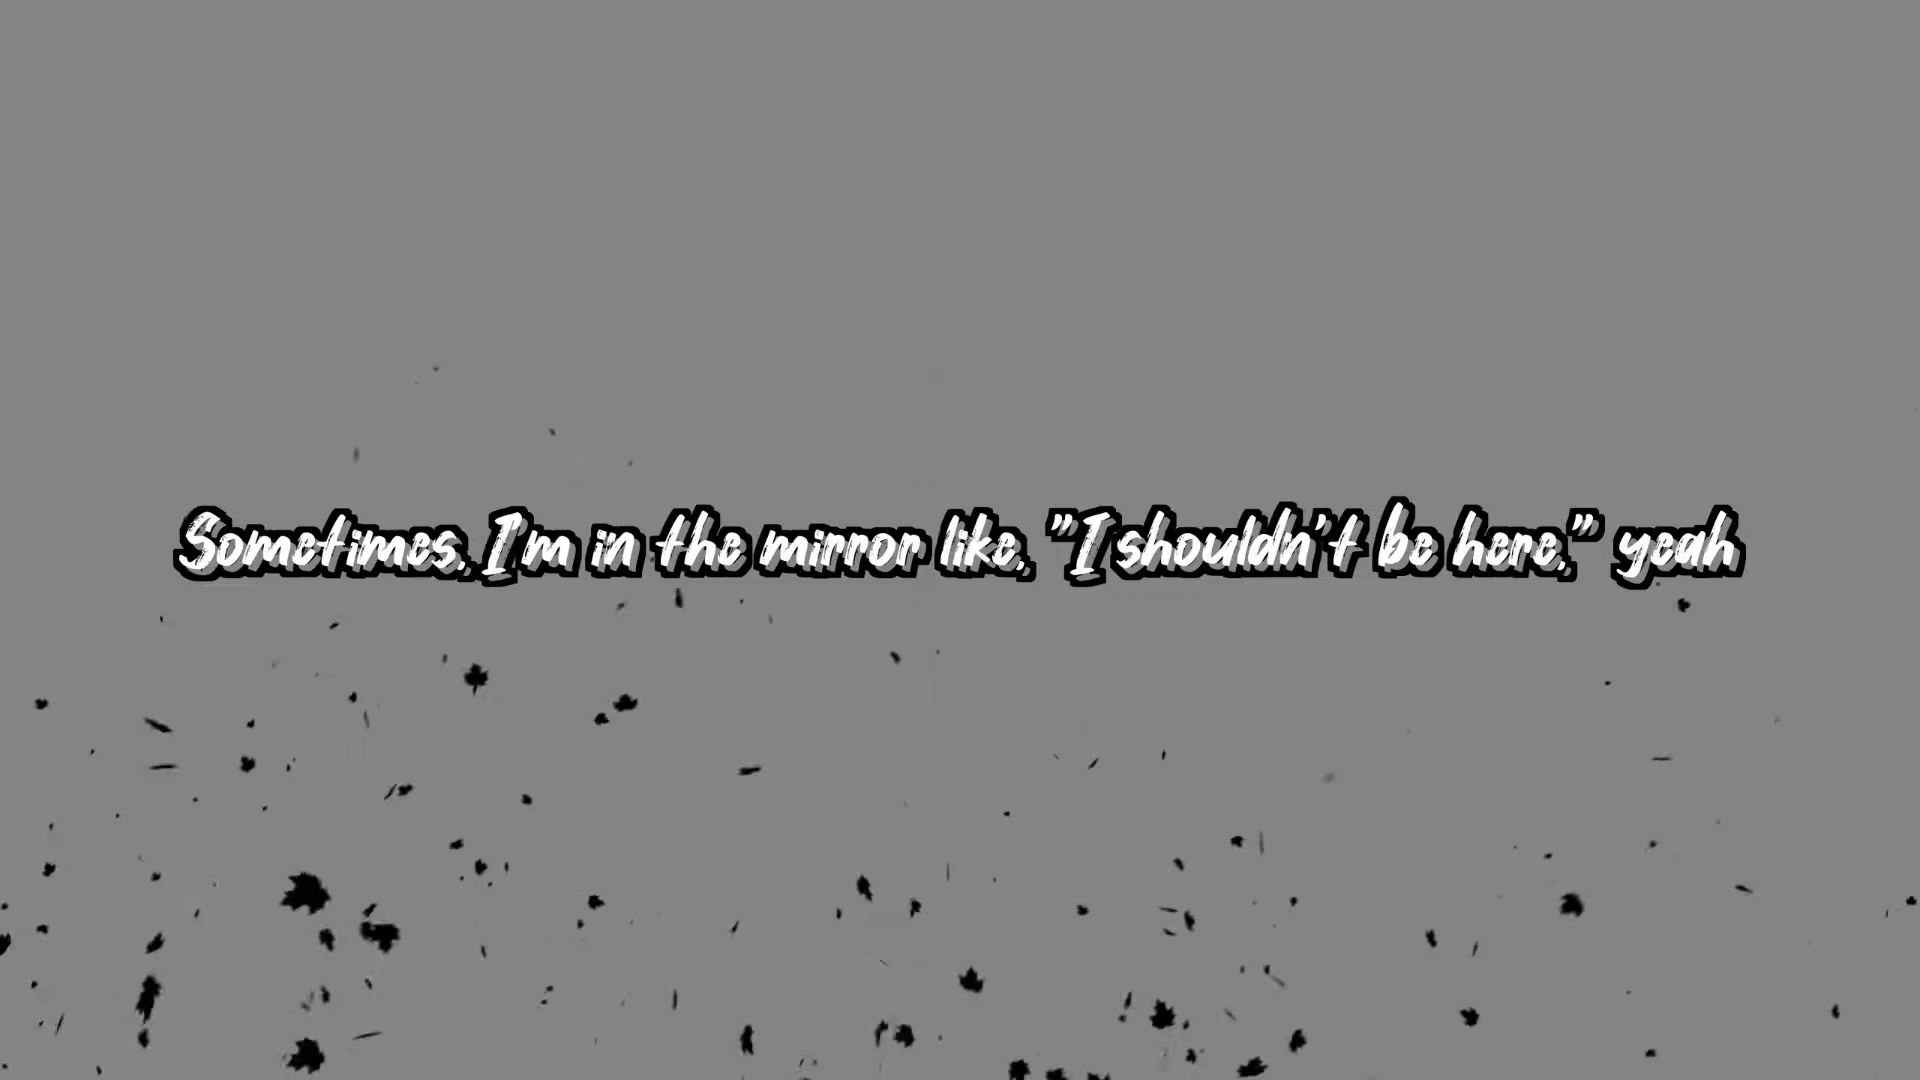 Sometimes, I'm in the mirror like, "I shouldn't be here," yeah